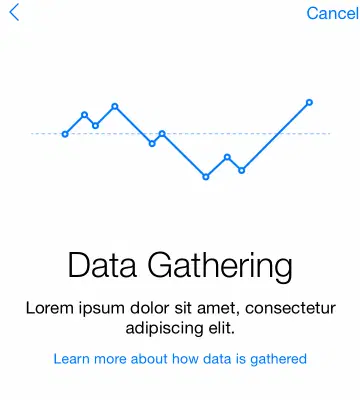 Cancel
Data Gathering
Lorem ipsum dolor sit amet, consectetur
adipiscing elit.
Learn more about how data is gathered